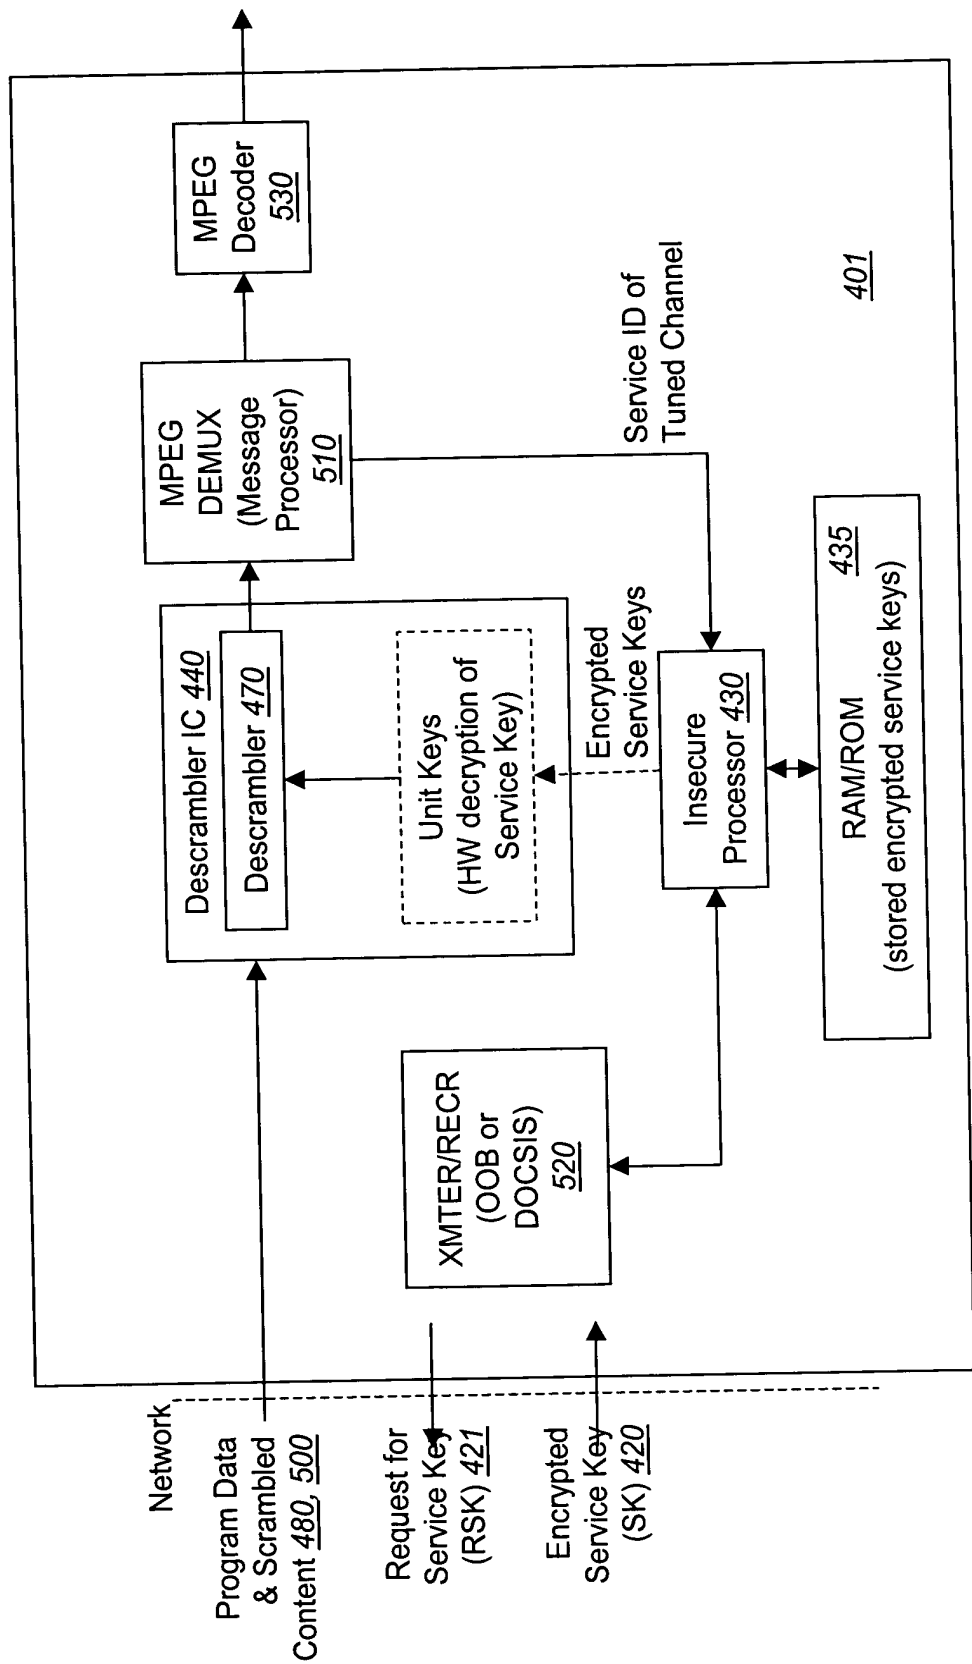 Network
Program Data
& Scrambled
Content 480, 500
Request for
Service Key
(RSK) 421
Encrypted
Service Key
(SK) 420
XMTER/RECR
(OOB or
DOCSIS)
520
Descrambler IC 440
Descrambler 470
Unit Keys
(HW decryption of
Service Key)
Encrypted
Service Keys
Insecure
Processor 430
RAM/ROM 435
(stored encrypted service keys)
MPEG
DEMUX
(Message
Processor)
510
Service ID of
Tuned Channel
MPEG
Decoder
530
401